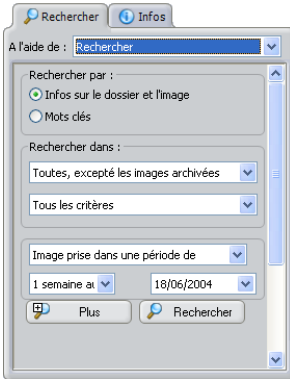 Rechercher Infos
A l'aide de : Rechercher
Rechercher par :
Infos sur le dossier et l'image
Mots clés
Rechercher dans :
Toutes, excepté les images archivées
Tous les critères
Image prise dans une période de
1 semaine au 18/06/2004
Plus Rechercher